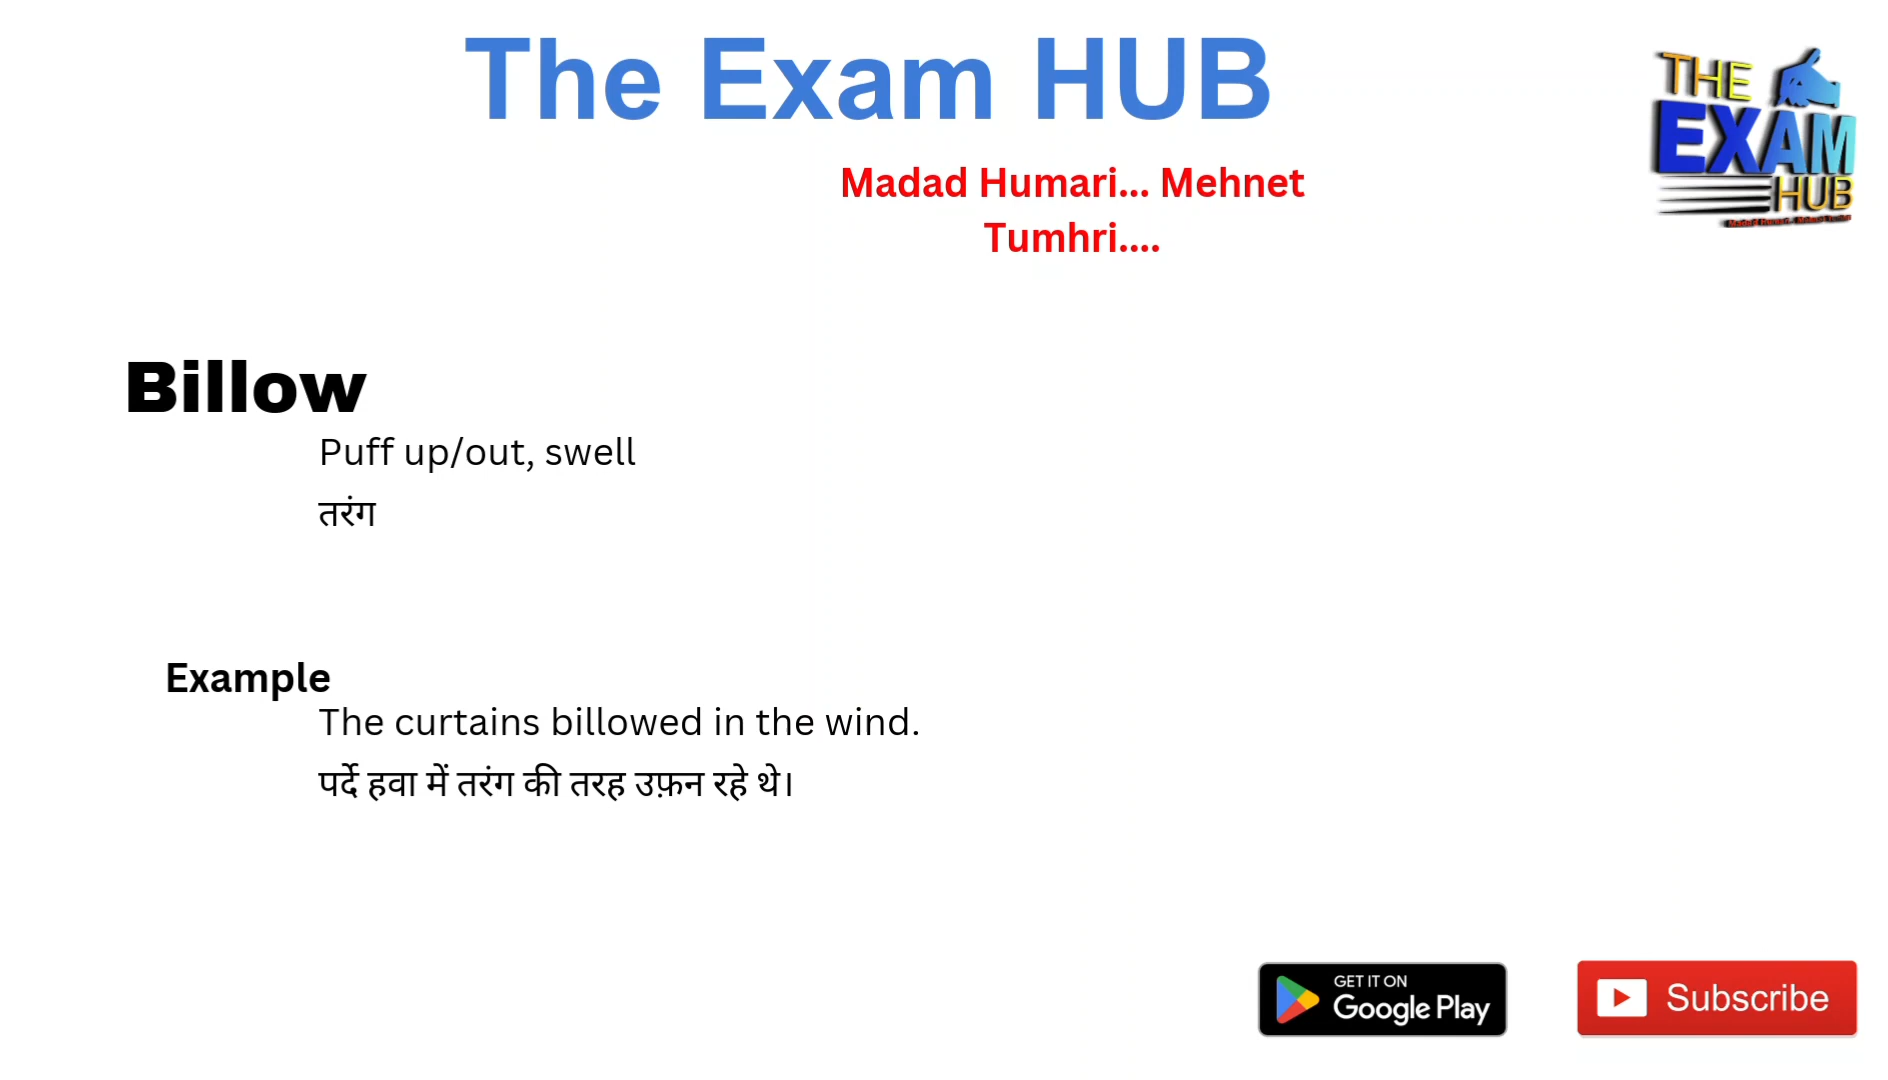 The Exam HUB
Madad Humari... Mehnet
Tumhri....
THE
EXAM
HUB
Billow
Puff up/out, swell
तरंग
Example
The curtains billowed in the wind.
पर्दे हवा में तरंग की तरह उफ़न रहे थे।
GET IT ON
Google Play
Subscribe